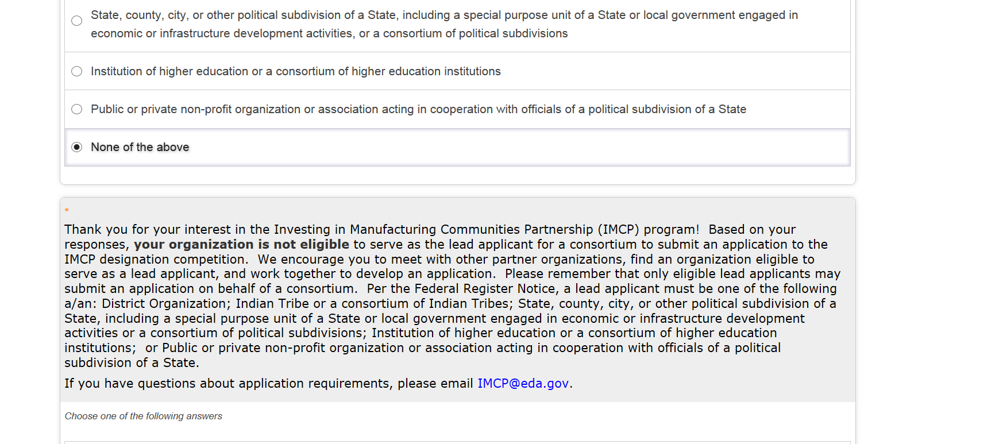 State, county, city, or other political subdivision of a State, including a special purpose unit of a State or local government engaged in
economic or infrastructure development activities, or a consortium of political subdivisions
Institution of higher education or a consortium of higher education institutions
Public or private non-profit organization or association acting in cooperation with officials of a political subdivision of a State
None of the above
*
Thank you for your interest in the Investing in Manufacturing Communities Partnership (IMCP) program!  Based on your
responses, your organization is not eligible to serve as the lead applicant for a consortium to submit an application to the
IMCP designation competition.  We encourage you to meet with other partner organizations, find an organization eligible to
serve as a lead applicant, and work together to develop an application.  Please remember that only eligible lead applicants may
submit an application on behalf of a consortium.  Per the Federal Register Notice, a lead applicant must be one of the following
a/an: District Organization; Indian Tribe or a consortium of Indian Tribes; State, county, city, or other political subdivision of a
State, including a special purpose unit of a State or local government engaged in economic or infrastructure development
activities or a consortium of political subdivisions; Institution of higher education or a consortium of higher education
institutions;  or Public or private non-profit organization or association acting in cooperation with officials of a political
subdivision of a State.
If you have questions about application requirements, please email IMCP@eda.gov.
Choose one of the following answers